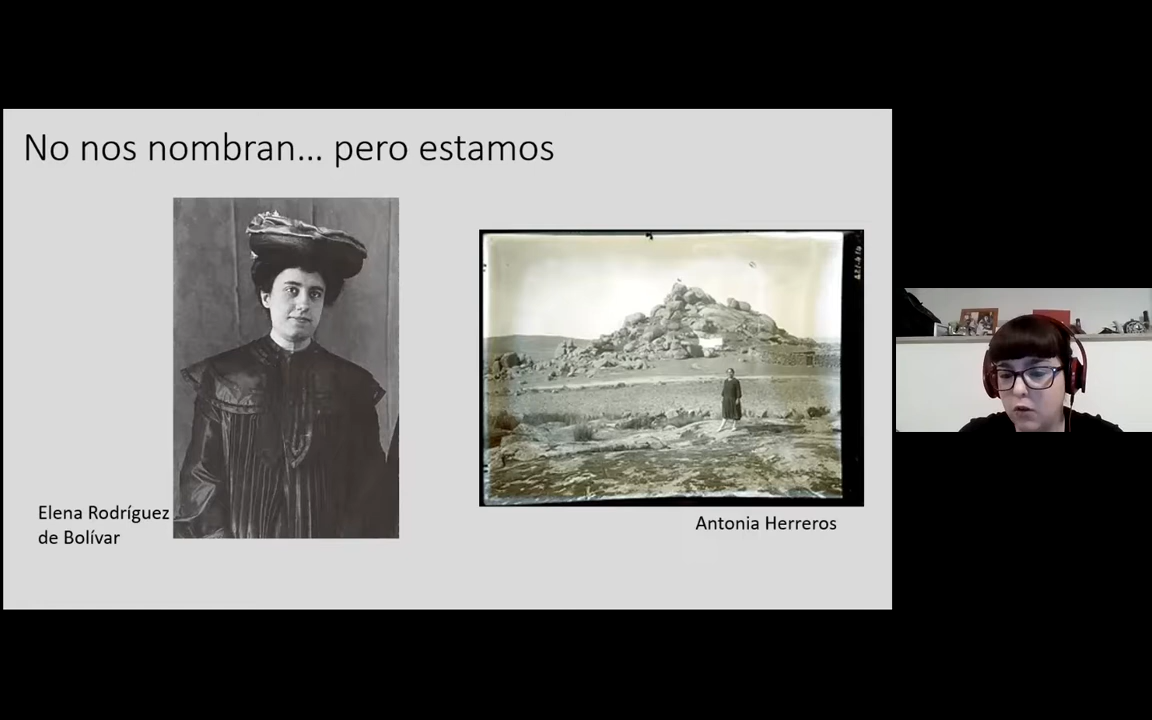 No nos nombran... pero estamos
Elena Rodríguez
de Bolívar
Antonia Herreros